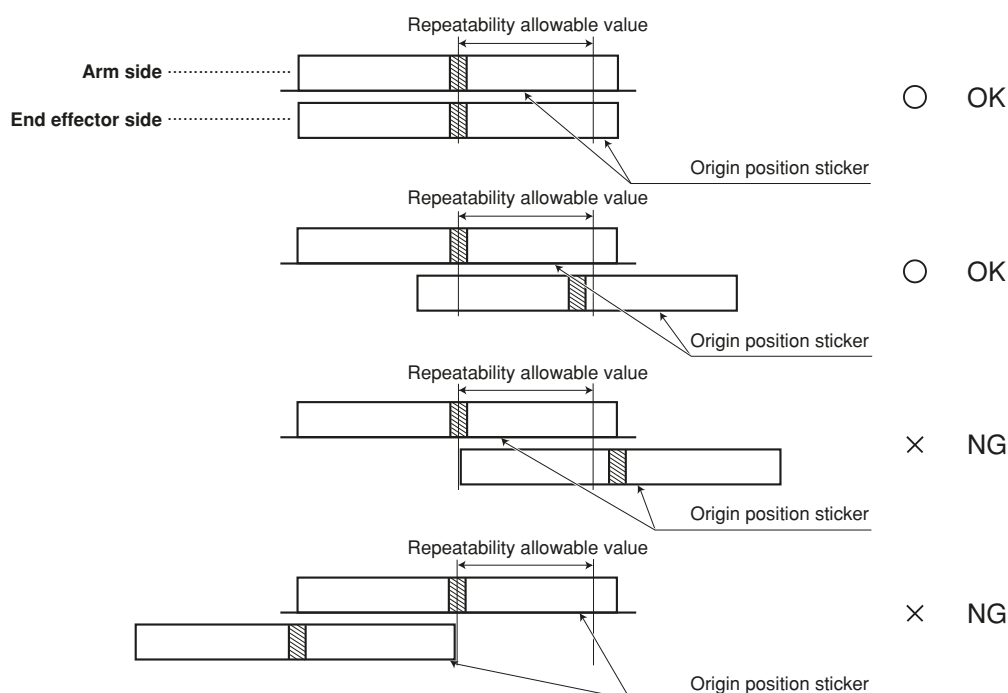 Repeatability allowable value
Arm side
OK
End effector side
Origin position sticker
Repeatability allowable value
OK
Origin position sticker
Repeatability allowable value
NG
Origin position sticker
Repeatability allowable value
NG
Origin position sticker